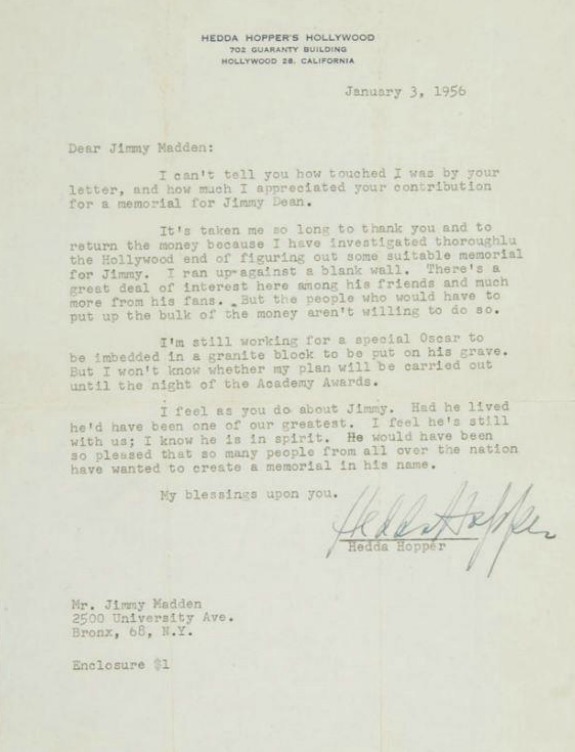 HEDDA HOPPER'S HOLLYWOOD
702 GUARANTY BUILDING
HOLLYWOOD 28, CALIFORNIA
January 3, 1956
Dear Jimmy Madden:
I can't tell you how touched I was by your
letter, and how much I appreciated your contribution
for a memorial for Jimmy Dean.
It's taken me so long to thank you and to
return the money because I have investigated thoroughlu
the Hollywood end of figuring out some suitable memorial
for Jimmy. I ran up against a blank wall. There's a
great deal of interest here among his friends and much
more from his fans. But the people who would have to
put up the bulk of the money aren't willing to do so.
I'm still working for a special Oscar to
be imbedded in a granite block to be put on his grave.
But I won't know whether my plan will be carried out
until the night of the Academy Awards.
I feel as you do about Jimmy. Had he lived
he'd have been one of our greatest. I feel he's still
with us; I know he is in spirit. He would have been
so pleased that so many people from all over the nation
have wanted to create a memorial in his name.
My blessings upon you.
Hedda Hopper
Hedda Hopper
Mr. Jimmy Madden
2500 University Ave.
Bronx, 68, N.Y.
Enclosure $1